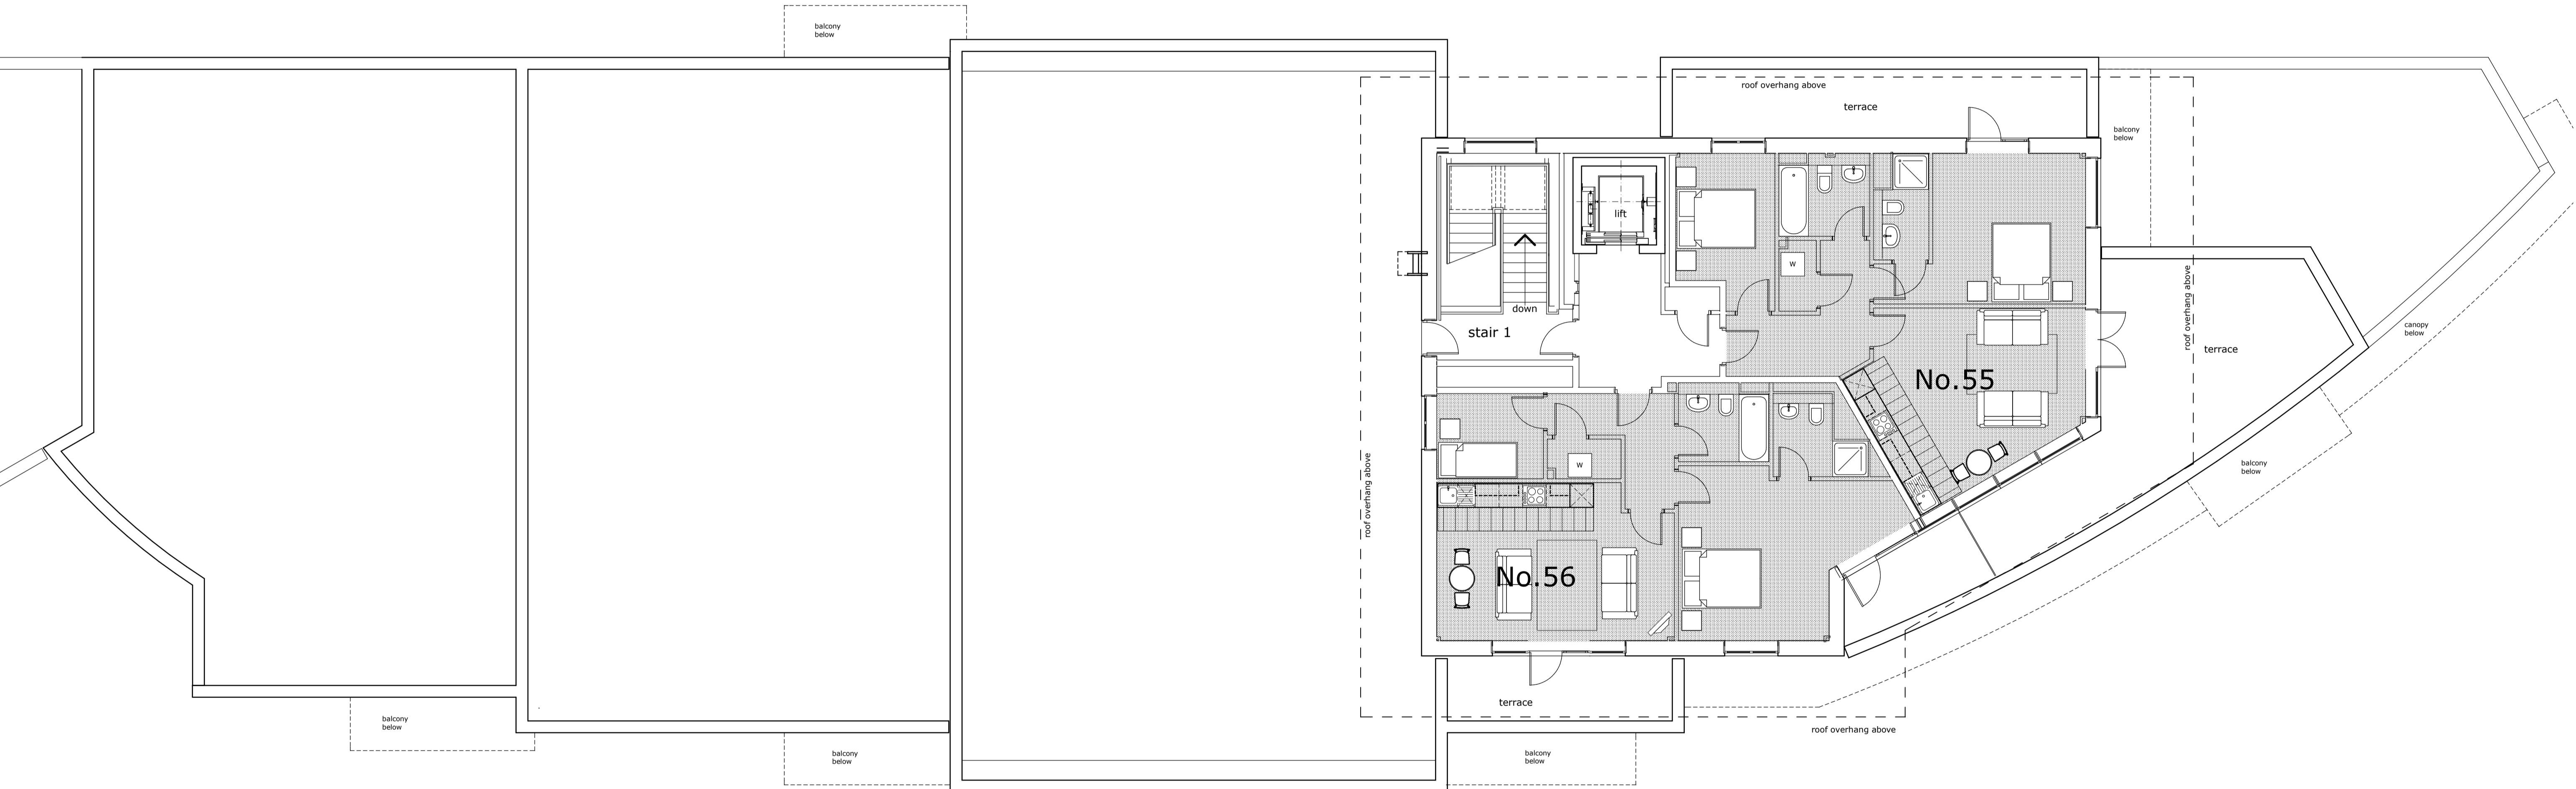 balcony
below
roof overhang above
terrace
balcony
below
lift
W
down
stair 1
roof overhang above
terrace
canopy
below
No.55
W
roof overhang above
balcony
below
No.56
terrace
roof overhang above
balcony
below
balcony
below
balcony
below